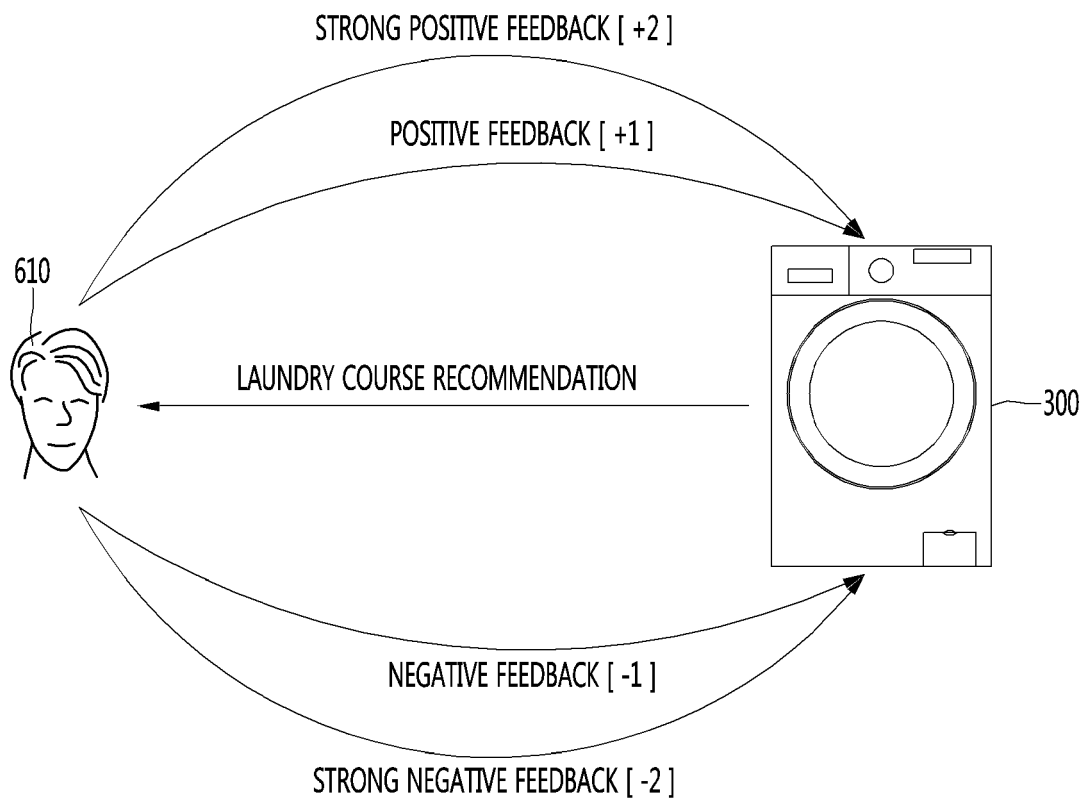 STRONG POSITIVE FEEDBACK [ +2 ]
POSITIVE FEEDBACK [ +1 ]
610
LAUNDRY COURSE RECOMMENDATION
300
NEGATIVE FEEDBACK [ -1 ]
STRONG NEGATIVE FEEDBACK [ -2 ]